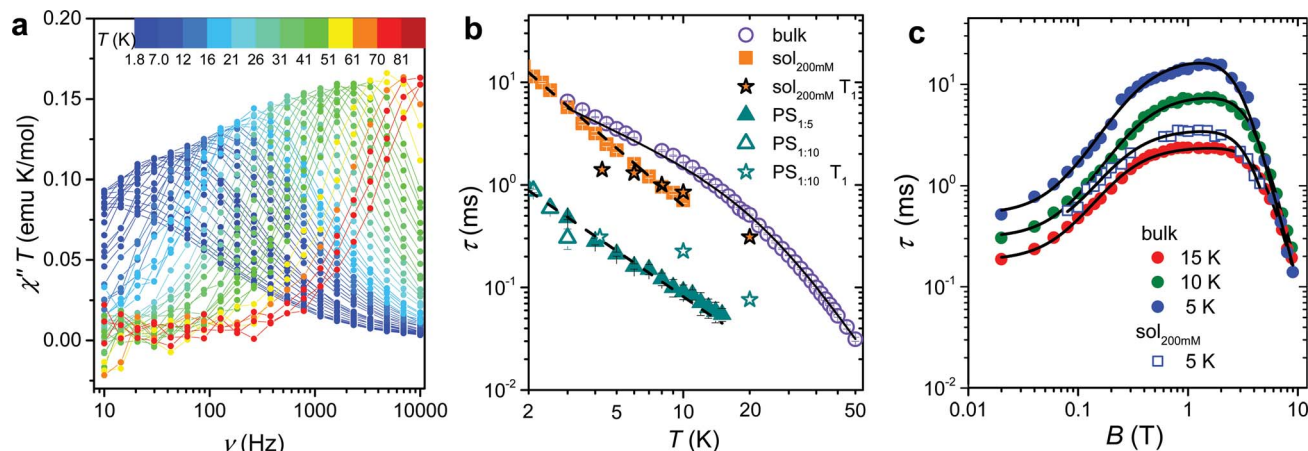 a
T (K)
1.8 7.0 12 16 21 26 31 41 51 61 70 81
0.20
0.15
0.10
0.05
0.00
χ″ T (emu K/mol)
10 100 1000 10000
ν (Hz)
b
bulk
sol200mM
sol200mM T1
PS1:5
PS1:10
PS1:10 T1
10¹
10⁰
10⁻¹
10⁻²
τ (ms)
2 5 10 20 50
T (K)
c
10¹
10⁰
10⁻¹
10⁻²
τ (ms)
bulk
15 K
10 K
5 K
sol200mM
5 K
0.01 0.1 1 10
B (T)